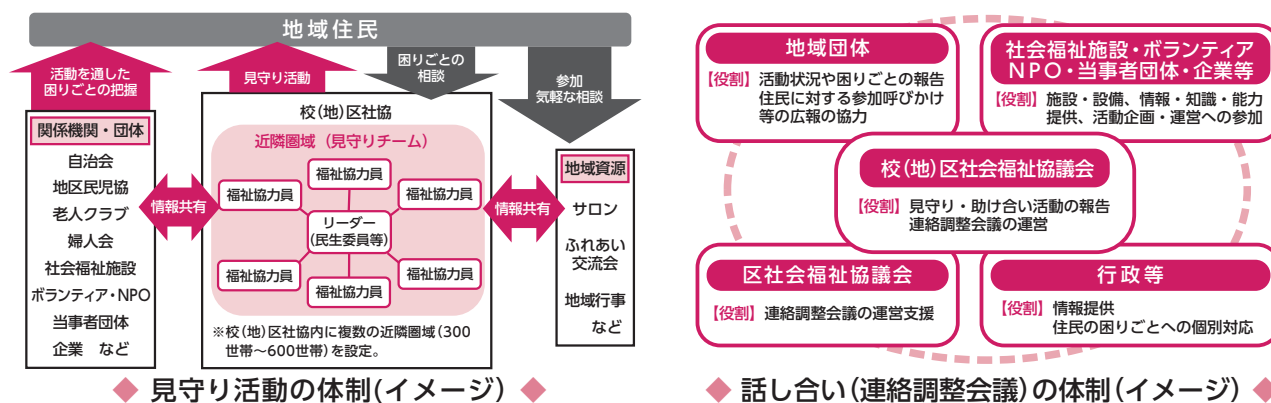 地域住民
活動を通した
困りごとの把握
見守り活動
困りごとの
相談
参加
気軽な相談
関係機関・団体
自治会
地区民児協
老人クラブ
婦人会
社会福祉施設
ボランティア・NPO
当事者団体
企業 など
情報共有
校(地)区社協
近隣圏域（見守りチーム）
福祉協力員
福祉協力員
福祉協力員
リーダー
(民生委員等)
福祉協力員
福祉協力員
福祉協力員
※校(地)区社協内に複数の近隣圏域(300
世帯〜600世帯)を設定。
情報共有
地域資源
サロン
ふれあい
交流会
地域行事
など
◆ 見守り活動の体制(イメージ) ◆
地域団体
【役割】活動状況や困りごとの報告
住民に対する参加呼びかけ
等の広報の協力
社会福祉施設・ボランティア
NPO・当事者団体・企業等
【役割】施設・設備、情報・知識・能力
提供、活動企画・運営への参加
校(地)区社会福祉協議会
【役割】見守り・助け合い活動の報告
連絡調整会議の運営
区社会福祉協議会
【役割】連絡調整会議の運営支援
行政等
【役割】情報提供
住民の困りごとへの個別対応
◆ 話し合い(連絡調整会議)の体制(イメージ) ◆